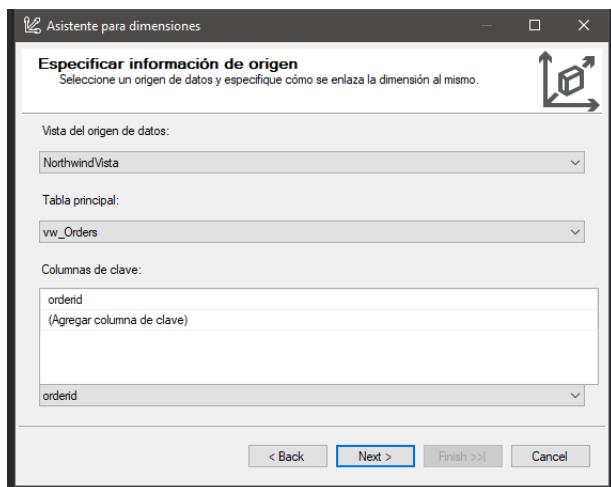 Asistente para dimensiones
Especificar información de origen
Seleccione un origen de datos y especifique cómo se enlaza la dimensión al mismo.
Vista del origen de datos:
NorthwindVista
Tabla principal:
vw_Orders
Columnas de clave:
orderid
(Agregar columna de clave)
orderid
< Back Next > Finish >>| Cancel